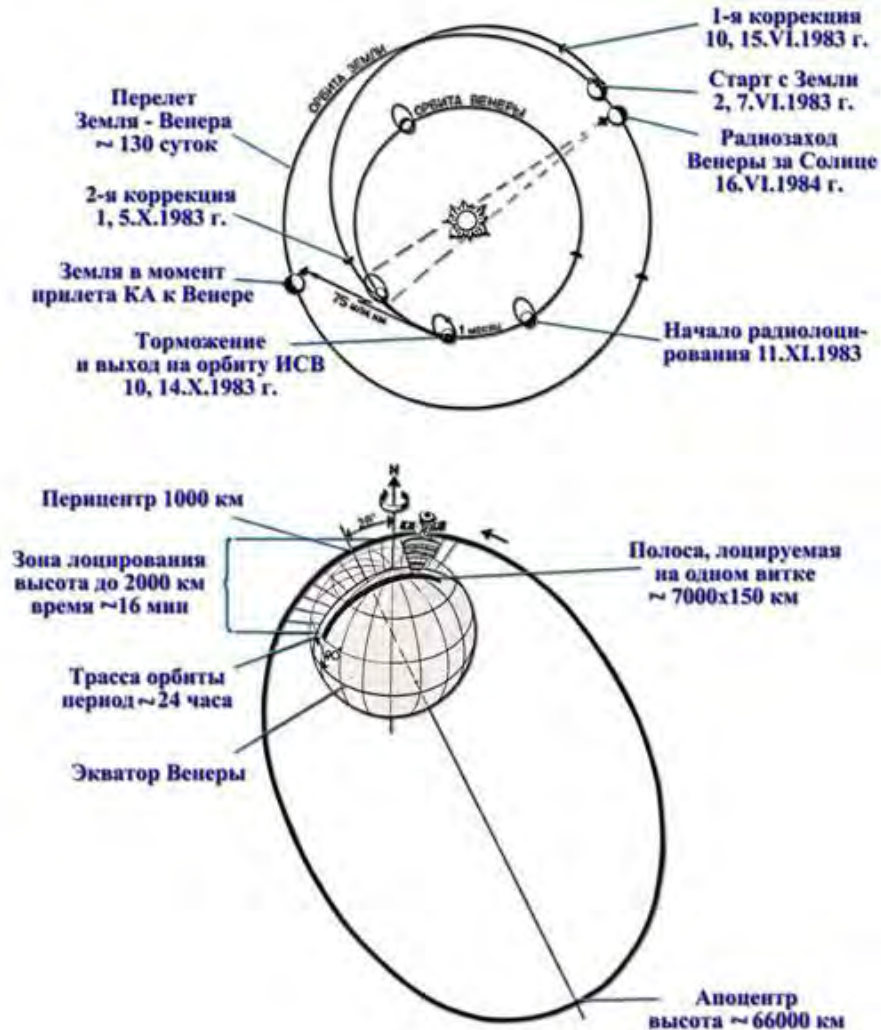 1-я коррекция
10, 15.VI.1983 г.
Старт с Земли
2, 7.VI.1983 г.
Радиозаход
Венеры за Солнце
16.VI.1984 г.
ОРБИТА ЗЕМЛИ
ОРБИТА ВЕНЕРЫ
Перелет
Земля - Венера
~ 130 суток
2-я коррекция
1, 5.X.1983 г.
Земля в момент
прилета КА к Венере
75 млн км
1 месяц
Торможение
и выход на орбиту ИСВ
10, 14.X.1983 г.
Начало радиолоци-
рования 11.XI.1983
N
Перицентр 1000 км
Зона лоцирования
высота до 2000 км
время ~16 мин
Полоса, лоцируемая
на одном витке
~ 7000х150 км
Трасса орбиты
период ~ 24 часа
Экватор Венеры
Апоцентр
высота ~ 66000 км